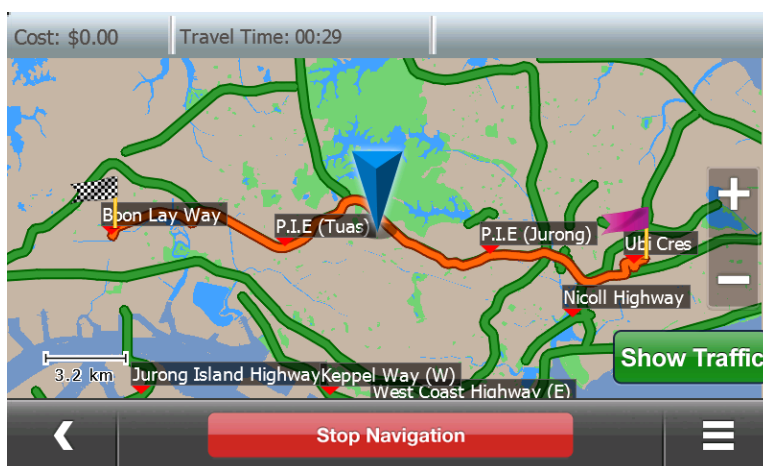 Cost: $0.00
Travel Time: 00:29
Boon Lay Way
P.I.E (Tuas)
P.I.E (Jurong)
Ubi Cres
Nicoll Highway
Show Traffic
3.2 km
Jurong Island Highway
Keppel Way (W)
West Coast Highway (E)
Stop Navigation